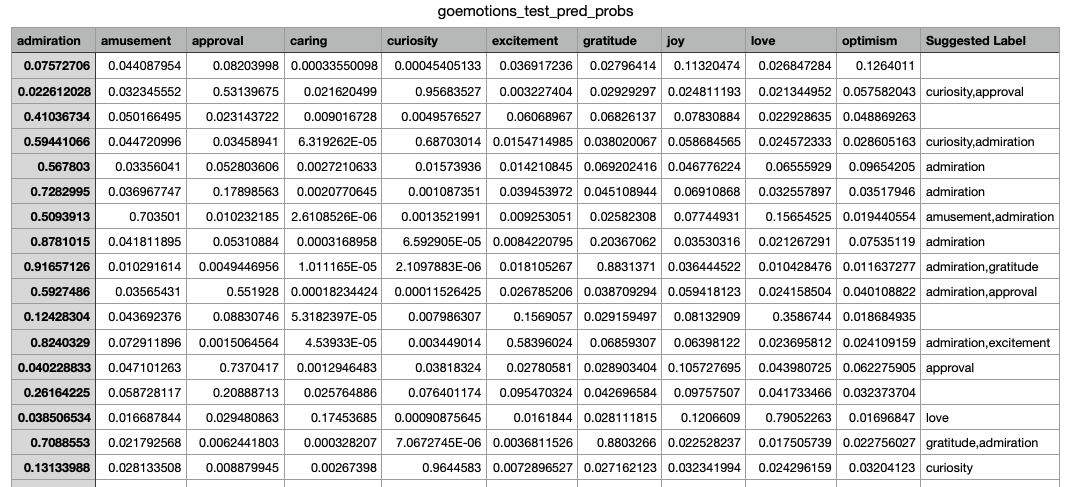 goemotions_test_pred_probs
admiration amusement approval caring curiosity excitement gratitude joy love optimism Suggested Label
0.07572706 0.044087954 0.08203998 0.00033550098 0.00045405133 0.036917236 0.02796414 0.11320474 0.026847284 0.1264011
0.022612028 0.032345552 0.53139675 0.021620499 0.95683527 0.003227404 0.02929297 0.024811193 0.021344952 0.057582043 curiosity,approval
0.41036734 0.050166495 0.023143722 0.009016728 0.0049576527 0.06068967 0.06826137 0.07830884 0.022928635 0.048869263
0.59441066 0.044720996 0.03458941 6.319262E-05 0.68703014 0.0154714985 0.038020067 0.058684565 0.024572333 0.028605163 curiosity,admiration
0.567803 0.03356041 0.052803606 0.0027210633 0.01573936 0.014210845 0.069202416 0.046776224 0.06555929 0.09654205 admiration
0.7282995 0.036967747 0.17898563 0.0020770645 0.001087351 0.039453972 0.045108944 0.06910868 0.032557897 0.03517946 admiration
0.5093913 0.703501 0.010232185 2.6108526E-06 0.0013521991 0.009253051 0.02582308 0.07744931 0.15654525 0.019440554 amusement,admiration
0.8781015 0.041811895 0.05310884 0.0003168958 6.592905E-05 0.0084220795 0.20367062 0.03530316 0.021267291 0.07535119 admiration
0.91657126 0.010291614 0.0049446956 1.011165E-05 2.1097883E-06 0.018105267 0.8831371 0.036444522 0.010428476 0.011637277 admiration,gratitude
0.5927486 0.03565431 0.551928 0.00018234424 0.00011526425 0.026785206 0.038709294 0.059418123 0.024158504 0.040108822 admiration,approval
0.12428304 0.043692376 0.08830746 5.3182397E-05 0.007986307 0.1569057 0.029159497 0.08132909 0.3586744 0.018684935
0.8240329 0.072911896 0.0015064564 4.53933E-05 0.003449014 0.58396024 0.06859307 0.06398122 0.023695812 0.024109159 admiration,excitement
0.040228833 0.047101263 0.7370417 0.0012946483 0.03818324 0.02780581 0.028903404 0.105727695 0.043980725 0.062275905 approval
0.26164225 0.058728117 0.20888713 0.025764886 0.076401174 0.095470324 0.042696584 0.09757507 0.041733466 0.032373704
0.038506534 0.016687844 0.029480863 0.17453685 0.00090875645 0.0161844 0.028111815 0.1206609 0.79052263 0.01696847 love
0.7088553 0.021792568 0.0062441803 0.000328207 7.0672745E-06 0.0036811526 0.8803266 0.022528237 0.017505739 0.022756027 gratitude,admiration
0.13133988 0.028133508 0.008879945 0.00267398 0.9644583 0.0072896527 0.027162123 0.032341994 0.024296159 0.03204123 curiosity